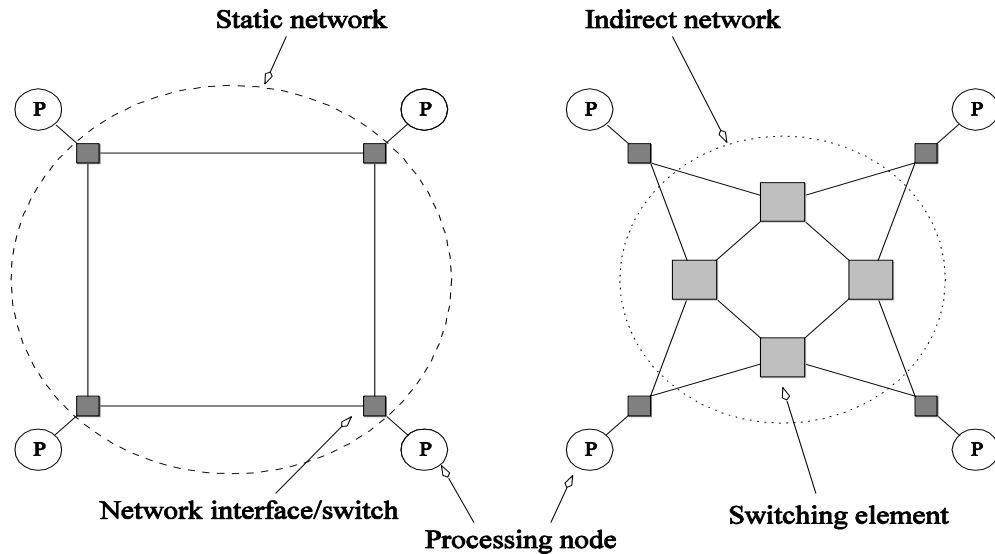 Static network
Indirect network
P
P
P
P
P
P
P
P
Network interface/switch
Processing node
Switching element